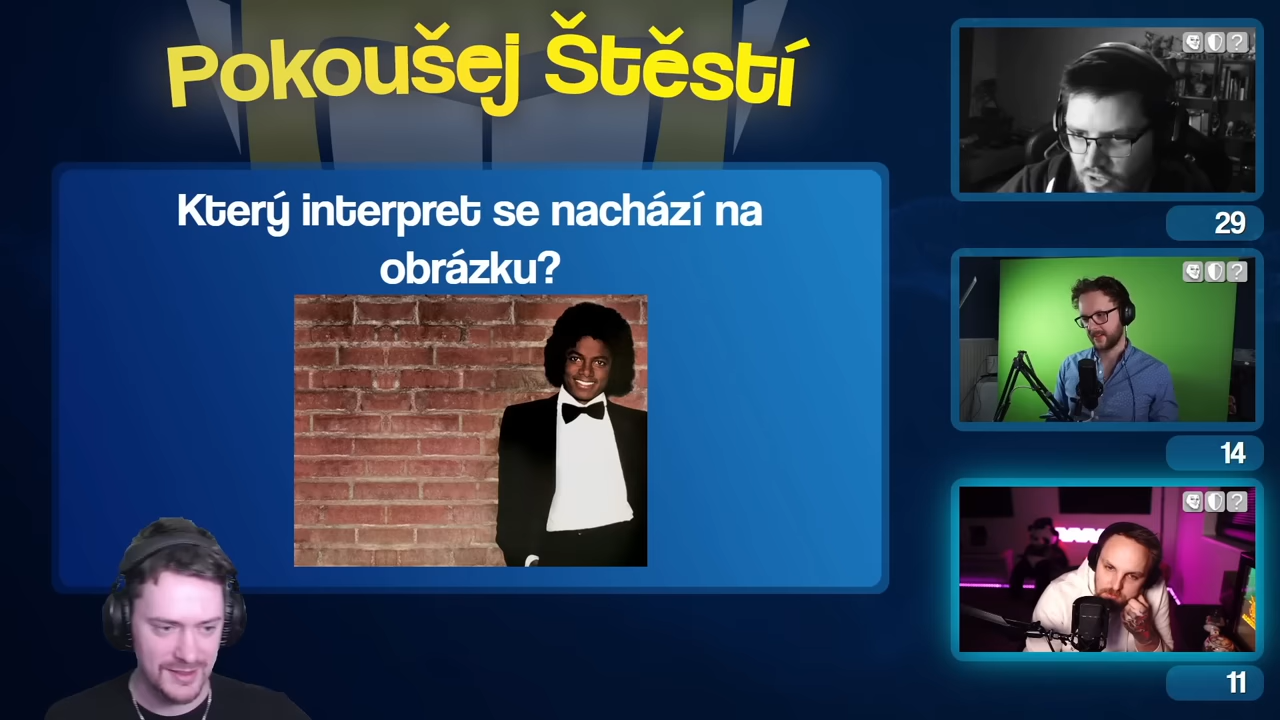 Pokoušej Štěstí
Který interpret se nachází na
obrázku?
29
14
11